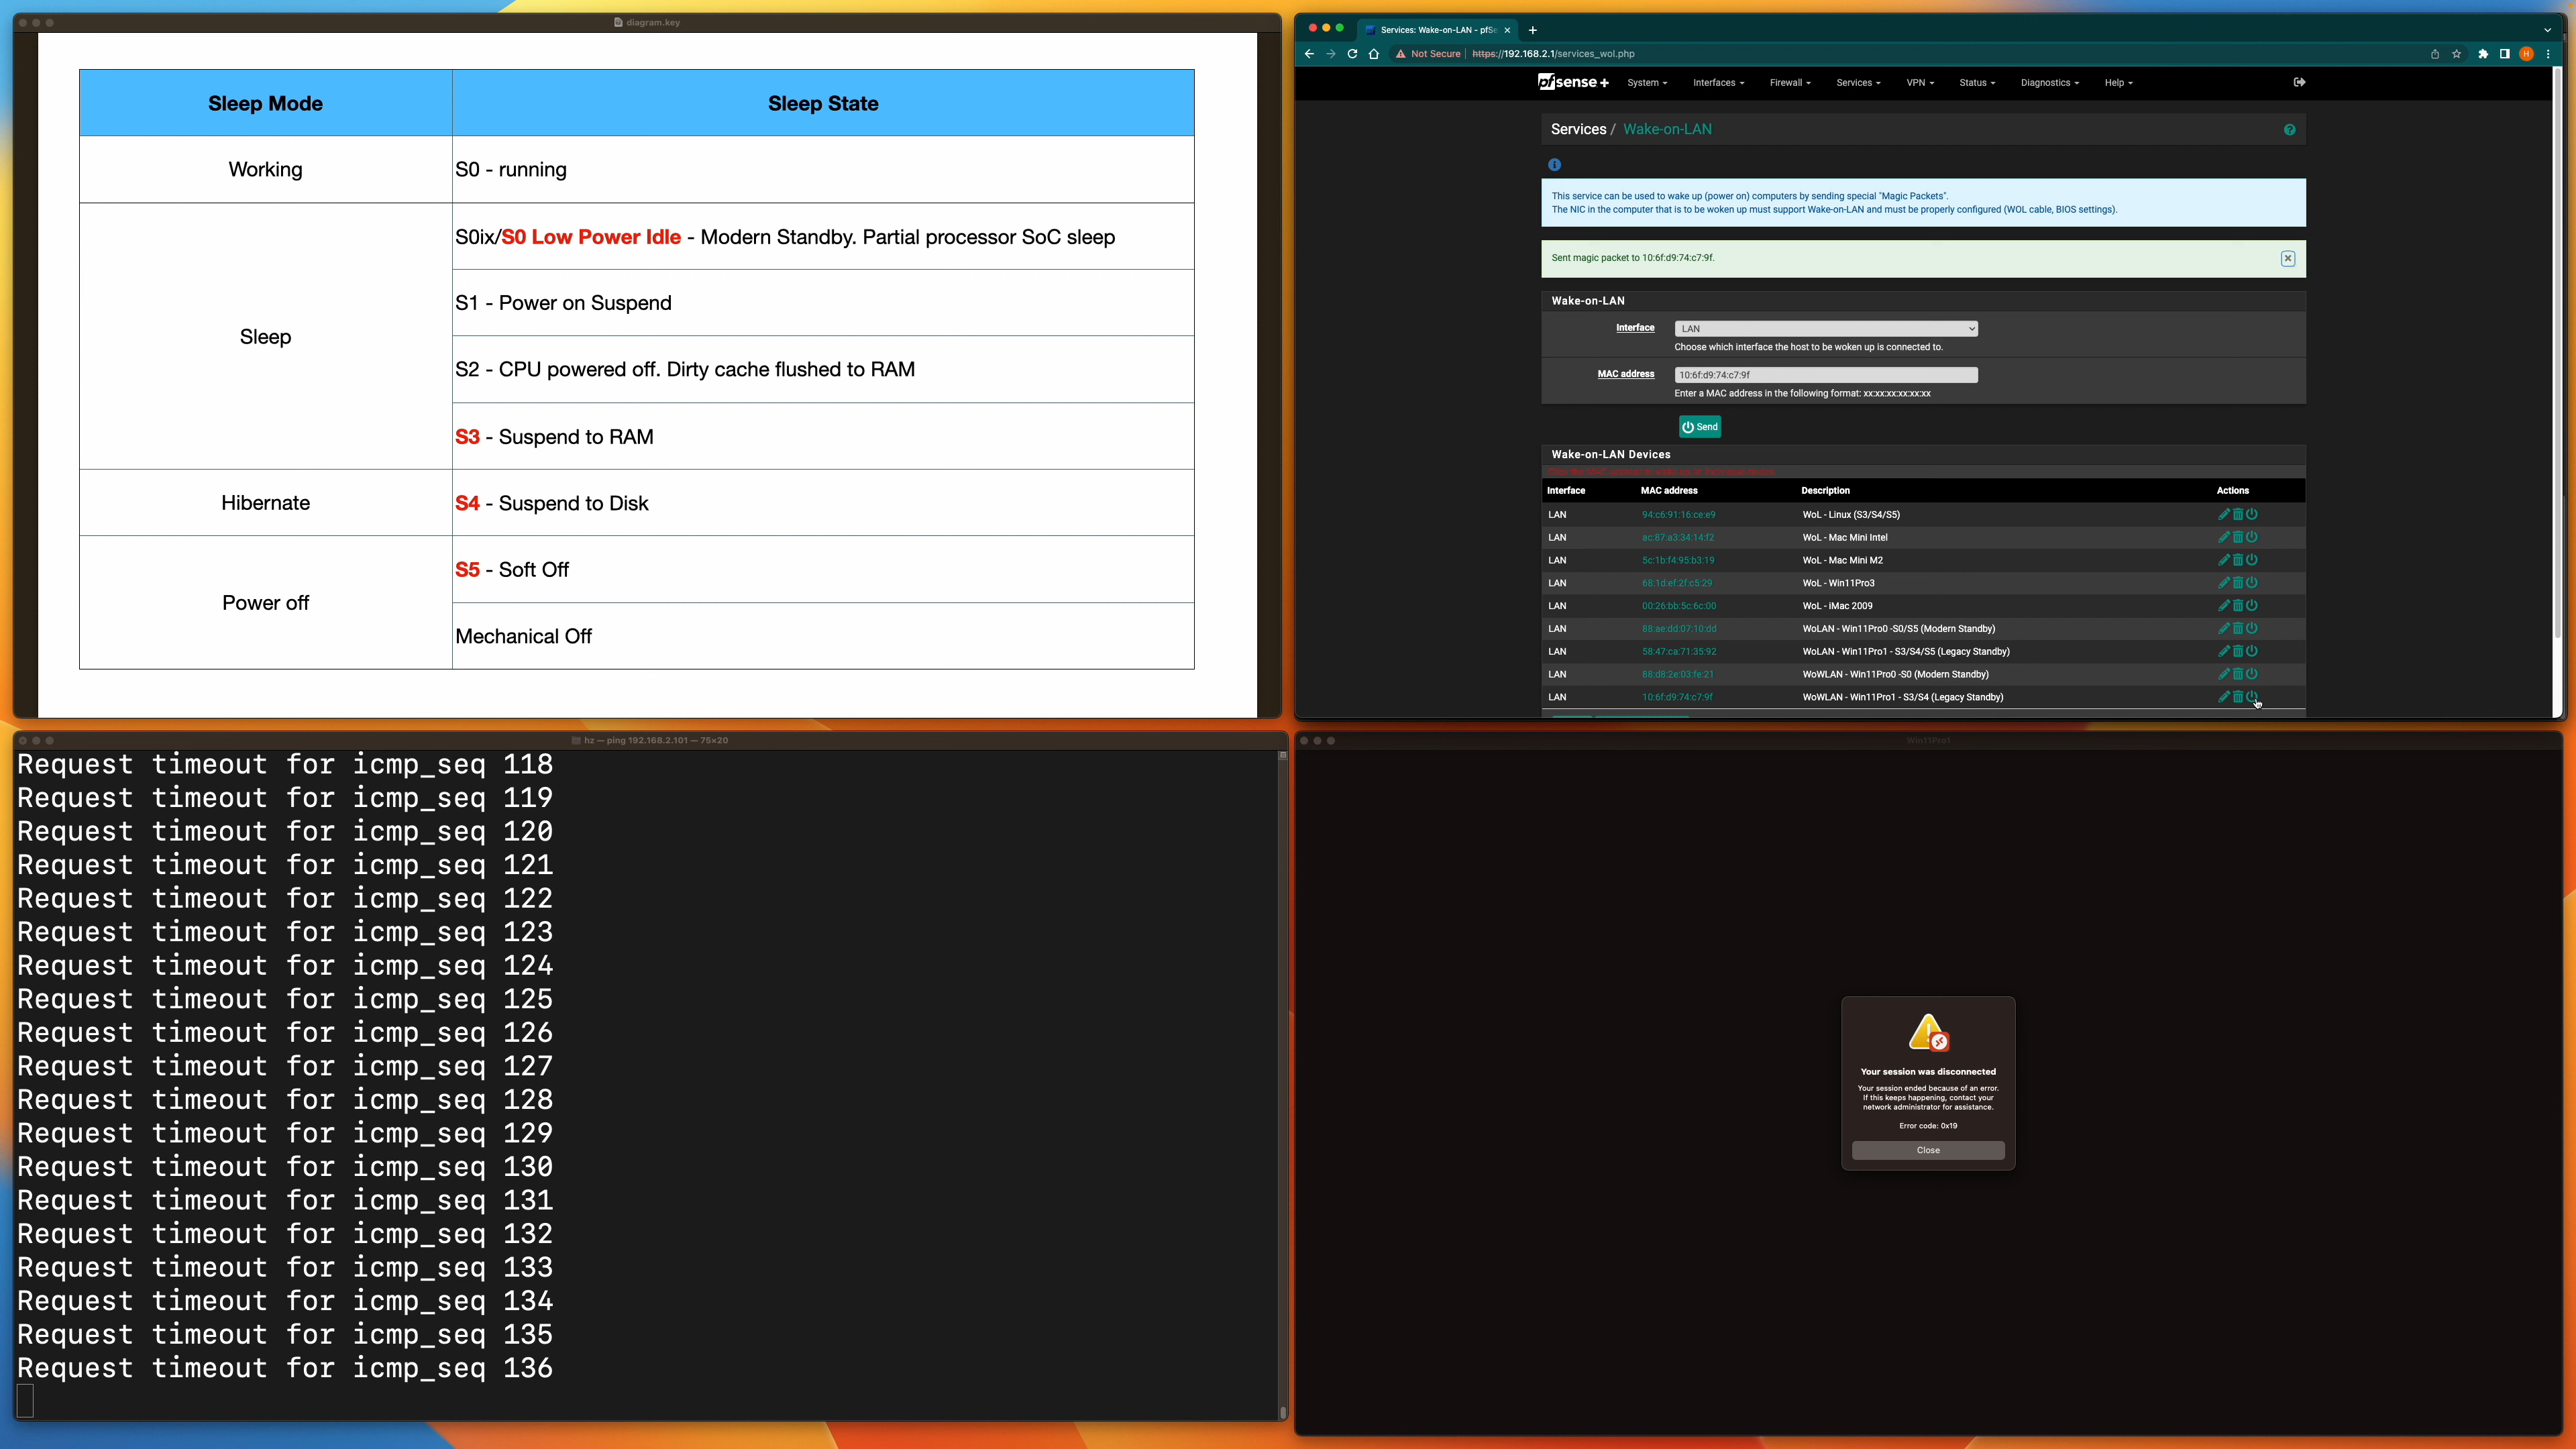 diagram.key
Sleep Mode
Sleep State
Working
S0 - running
Sleep
S0ix/S0 Low Power Idle - Modern Standby. Partial processor SoC sleep
S1 - Power on Suspend
S2 - CPU powered off. Dirty cache flushed to RAM
S3 - Suspend to RAM
Hibernate
S4 - Suspend to Disk
Power off
S5 - Soft Off
Mechanical Off
Services: Wake-on-LAN - pfSe
Not Secure https://192.168.2.1/services_wol.php
H
pfsense+ System Interfaces Firewall Services VPN Status Diagnostics Help
Services / Wake-on-LAN
This service can be used to wake up (power on) computers by sending special "Magic Packets".
The NIC in the computer that is to be woken up must support Wake-on-LAN and must be properly configured (WOL cable, BIOS settings).
Sent magic packet to 10:6f:d9:74:c7:9f.
Wake-on-LAN
Interface LAN
Choose which interface the host to be woken up is connected to.
MAC address 10:6f:d9:74:c7:9f
Enter a MAC address in the following format: xx:xx:xx:xx:xx:xx
Send
Wake-on-LAN Devices
Interface MAC address Description Actions
LAN 94:c6:91:16:ce:e9 WoL - Linux (S3/S4/S5)
LAN ac:87:a3:34:14:f2 WoL - Mac Mini Intel
LAN 5c:1b:f4:95:b3:19 WoL - Mac Mini M2
LAN 68:1d:ef:2f:c5:29 WoL - Win11Pro3
LAN 00:26:bb:5c:6c:00 WoL - iMac 2009
LAN 88:ae:dd:07:10:dd WoLAN - Win11Pro0 -S0/S5 (Modern Standby)
LAN 58:47:ca:71:35:92 WoLAN - Win11Pro1 - S3/S4/S5 (Legacy Standby)
LAN 88:d8:2e:03:fe:21 WoWLAN - Win11Pro0 -S0 (Modern Standby)
LAN 10:6f:d9:74:c7:9f WoWLAN - Win11Pro1 - S3/S4 (Legacy Standby)
hz — ping 192.168.2.101 — 75×20
Request timeout for icmp_seq 118
Request timeout for icmp_seq 119
Request timeout for icmp_seq 120
Request timeout for icmp_seq 121
Request timeout for icmp_seq 122
Request timeout for icmp_seq 123
Request timeout for icmp_seq 124
Request timeout for icmp_seq 125
Request timeout for icmp_seq 126
Request timeout for icmp_seq 127
Request timeout for icmp_seq 128
Request timeout for icmp_seq 129
Request timeout for icmp_seq 130
Request timeout for icmp_seq 131
Request timeout for icmp_seq 132
Request timeout for icmp_seq 133
Request timeout for icmp_seq 134
Request timeout for icmp_seq 135
Request timeout for icmp_seq 136
Win11Pro1
Your session was disconnected
Your session ended because of an error.
If this keeps happening, contact your
network administrator for assistance.
Error code: 0x19
Close